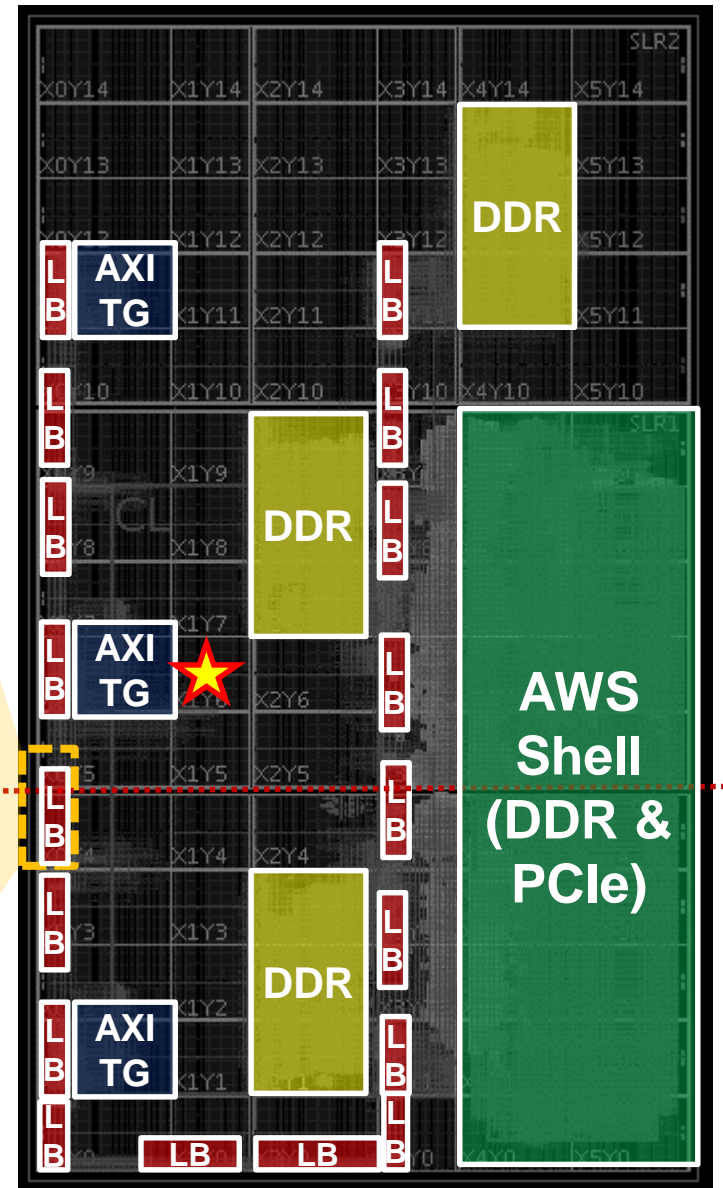 SLR2
X0Y14 X1Y14 X2Y14 X3Y14 X4Y14 X5Y14
X0Y13 X1Y13 X2Y13 X3Y13 X5Y13
DDR
X1Y12 X2Y12 X5Y12
L AXI L
B TG X1Y11 X2Y11 B X5Y11
L X1Y10 X2Y10 L X4Y10 X5Y10
B B SLR1
X1Y9
L CL DDR L
B X1Y8 B
X1Y7
L AXI L
B TG X2Y6 B
AWS
Shell
(DDR &
PCIe)
L X1Y5 X2Y5 L
B X1Y4 X2Y4 B
L L
B X1Y3 B
DDR
L AXI X1Y2 L
B TG X1Y1 B
L L
B LB LB B X4Y0 X5Y0